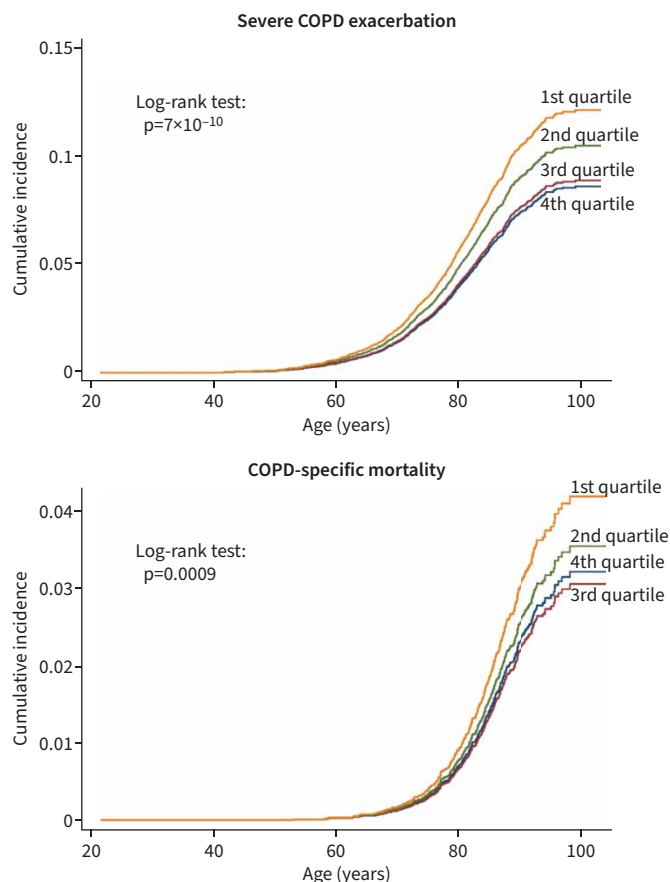 Severe COPD exacerbation
0.15
Log-rank test:
p=7×10⁻¹⁰
1st quartile
2nd quartile
3rd quartile
4th quartile
0.1
0.05
0
Cumulative incidence
20 40 60 80 100
Age (years)
COPD-specific mortality
1st quartile
0.04
2nd quartile
Log-rank test:
p=0.0009
4th quartile
3rd quartile
0.03
0.02
0.01
0
Cumulative incidence
20 40 60 80 100
Age (years)